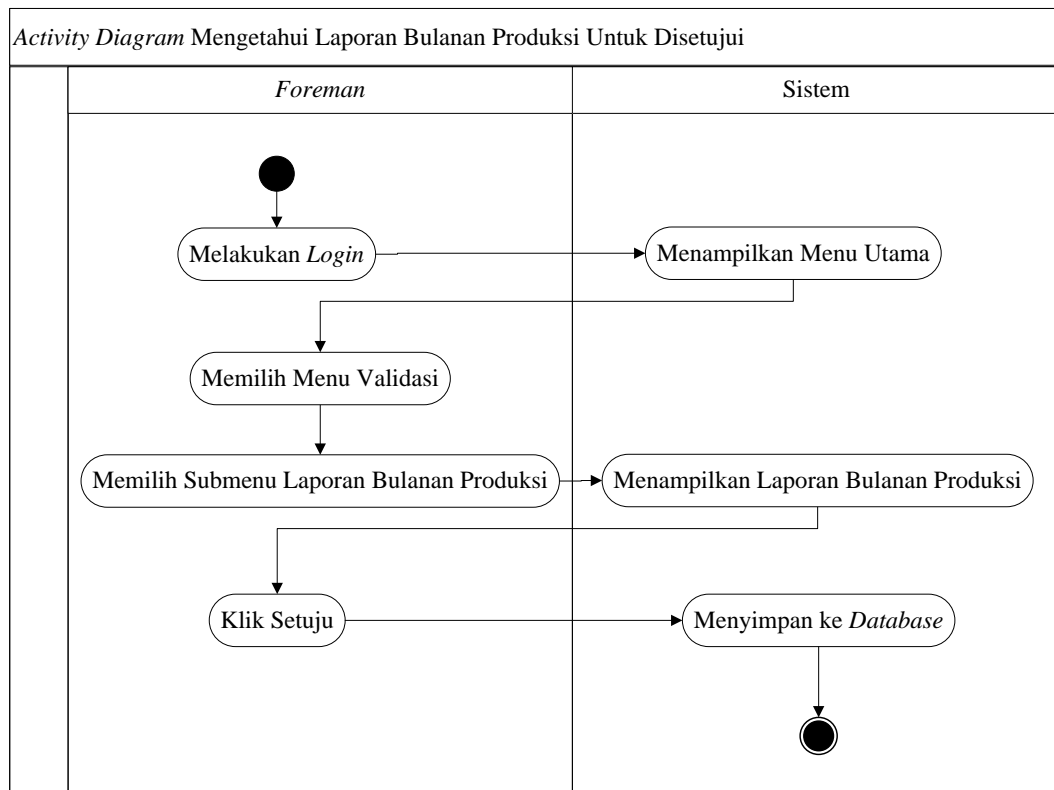 Activity Diagram Mengetahui Laporan Bulanan Produksi Untuk Disetujui
Foreman
Sistem
Melakukan Login
Menampilkan Menu Utama
Memilih Menu Validasi
Memilih Submenu Laporan Bulanan Produksi
Menampilkan Laporan Bulanan Produksi
Klik Setuju
Menyimpan ke Database